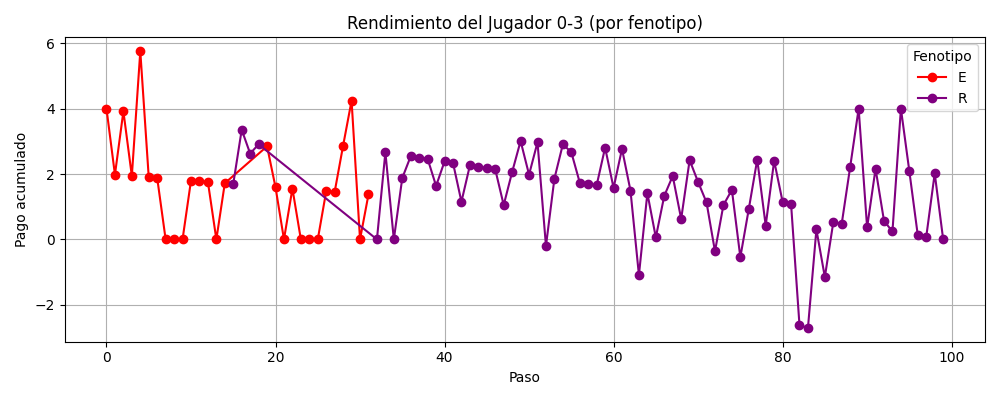 Rendimiento del Jugador 0-3 (por fenotipo)
Pago acumulado
6
4
2
0
−2
Fenotipo
E
R
0 20 40 60 80 100
Paso